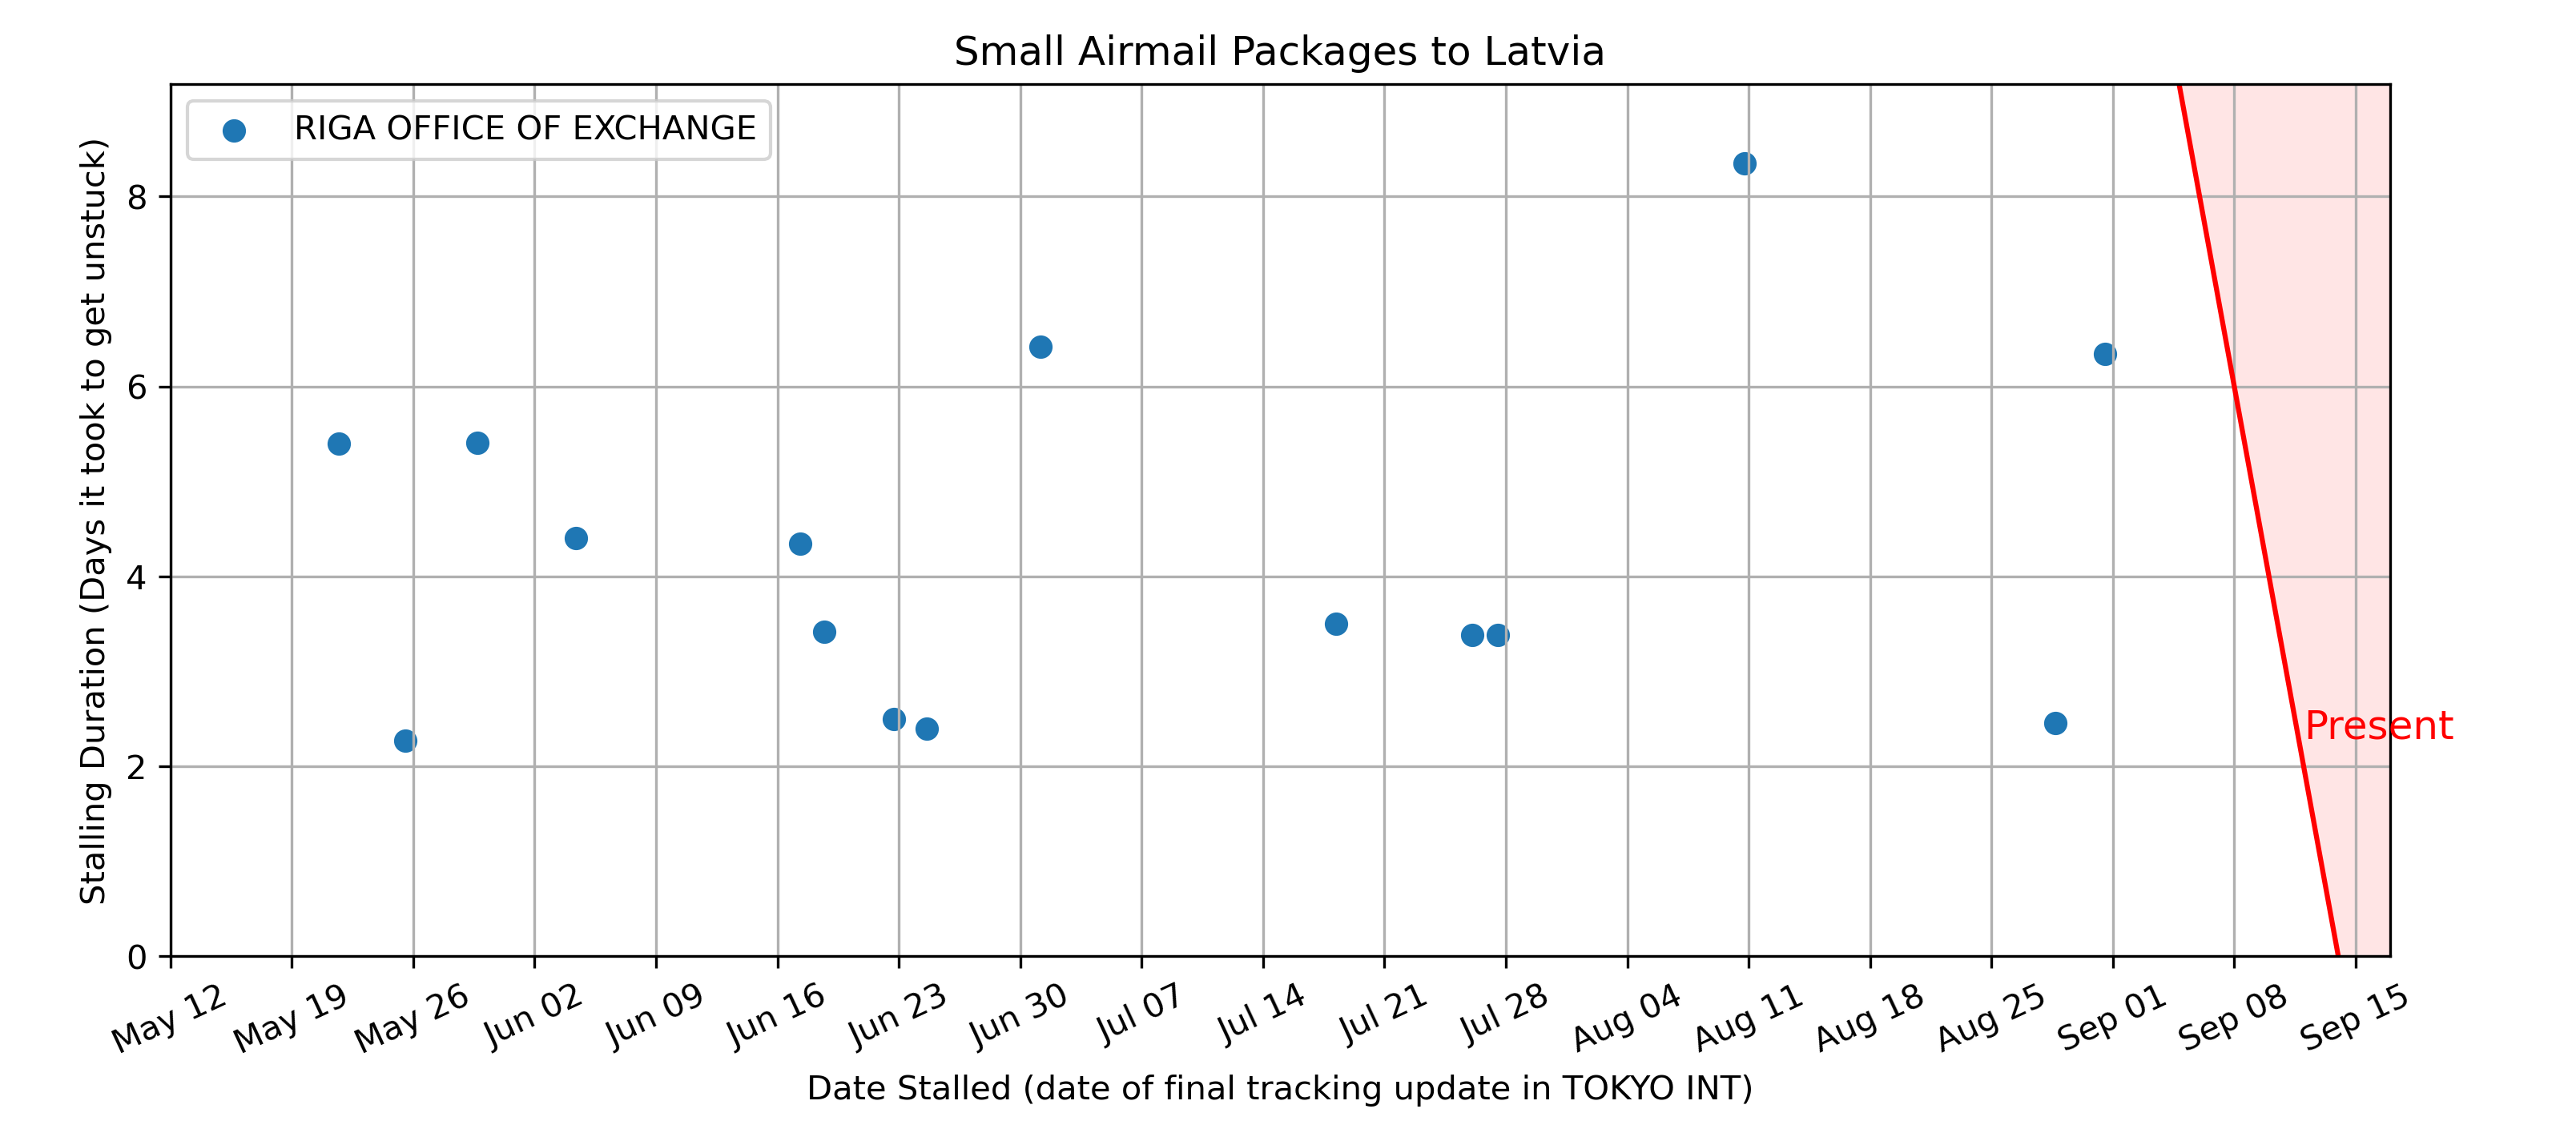 Small Airmail Packages to Latvia
RIGA OFFICE OF EXCHANGE
Stalling Duration (Days it took to get unstuck)
8
6
4
2
0
Present
May 12
May 19
May 26
Jun 02
Jun 09
Jun 16
Jun 23
Jun 30
Jul 07
Jul 14
Jul 21
Jul 28
Aug 04
Aug 11
Aug 18
Aug 25
Sep 01
Sep 08
Sep 15
Date Stalled (date of final tracking update in TOKYO INT)